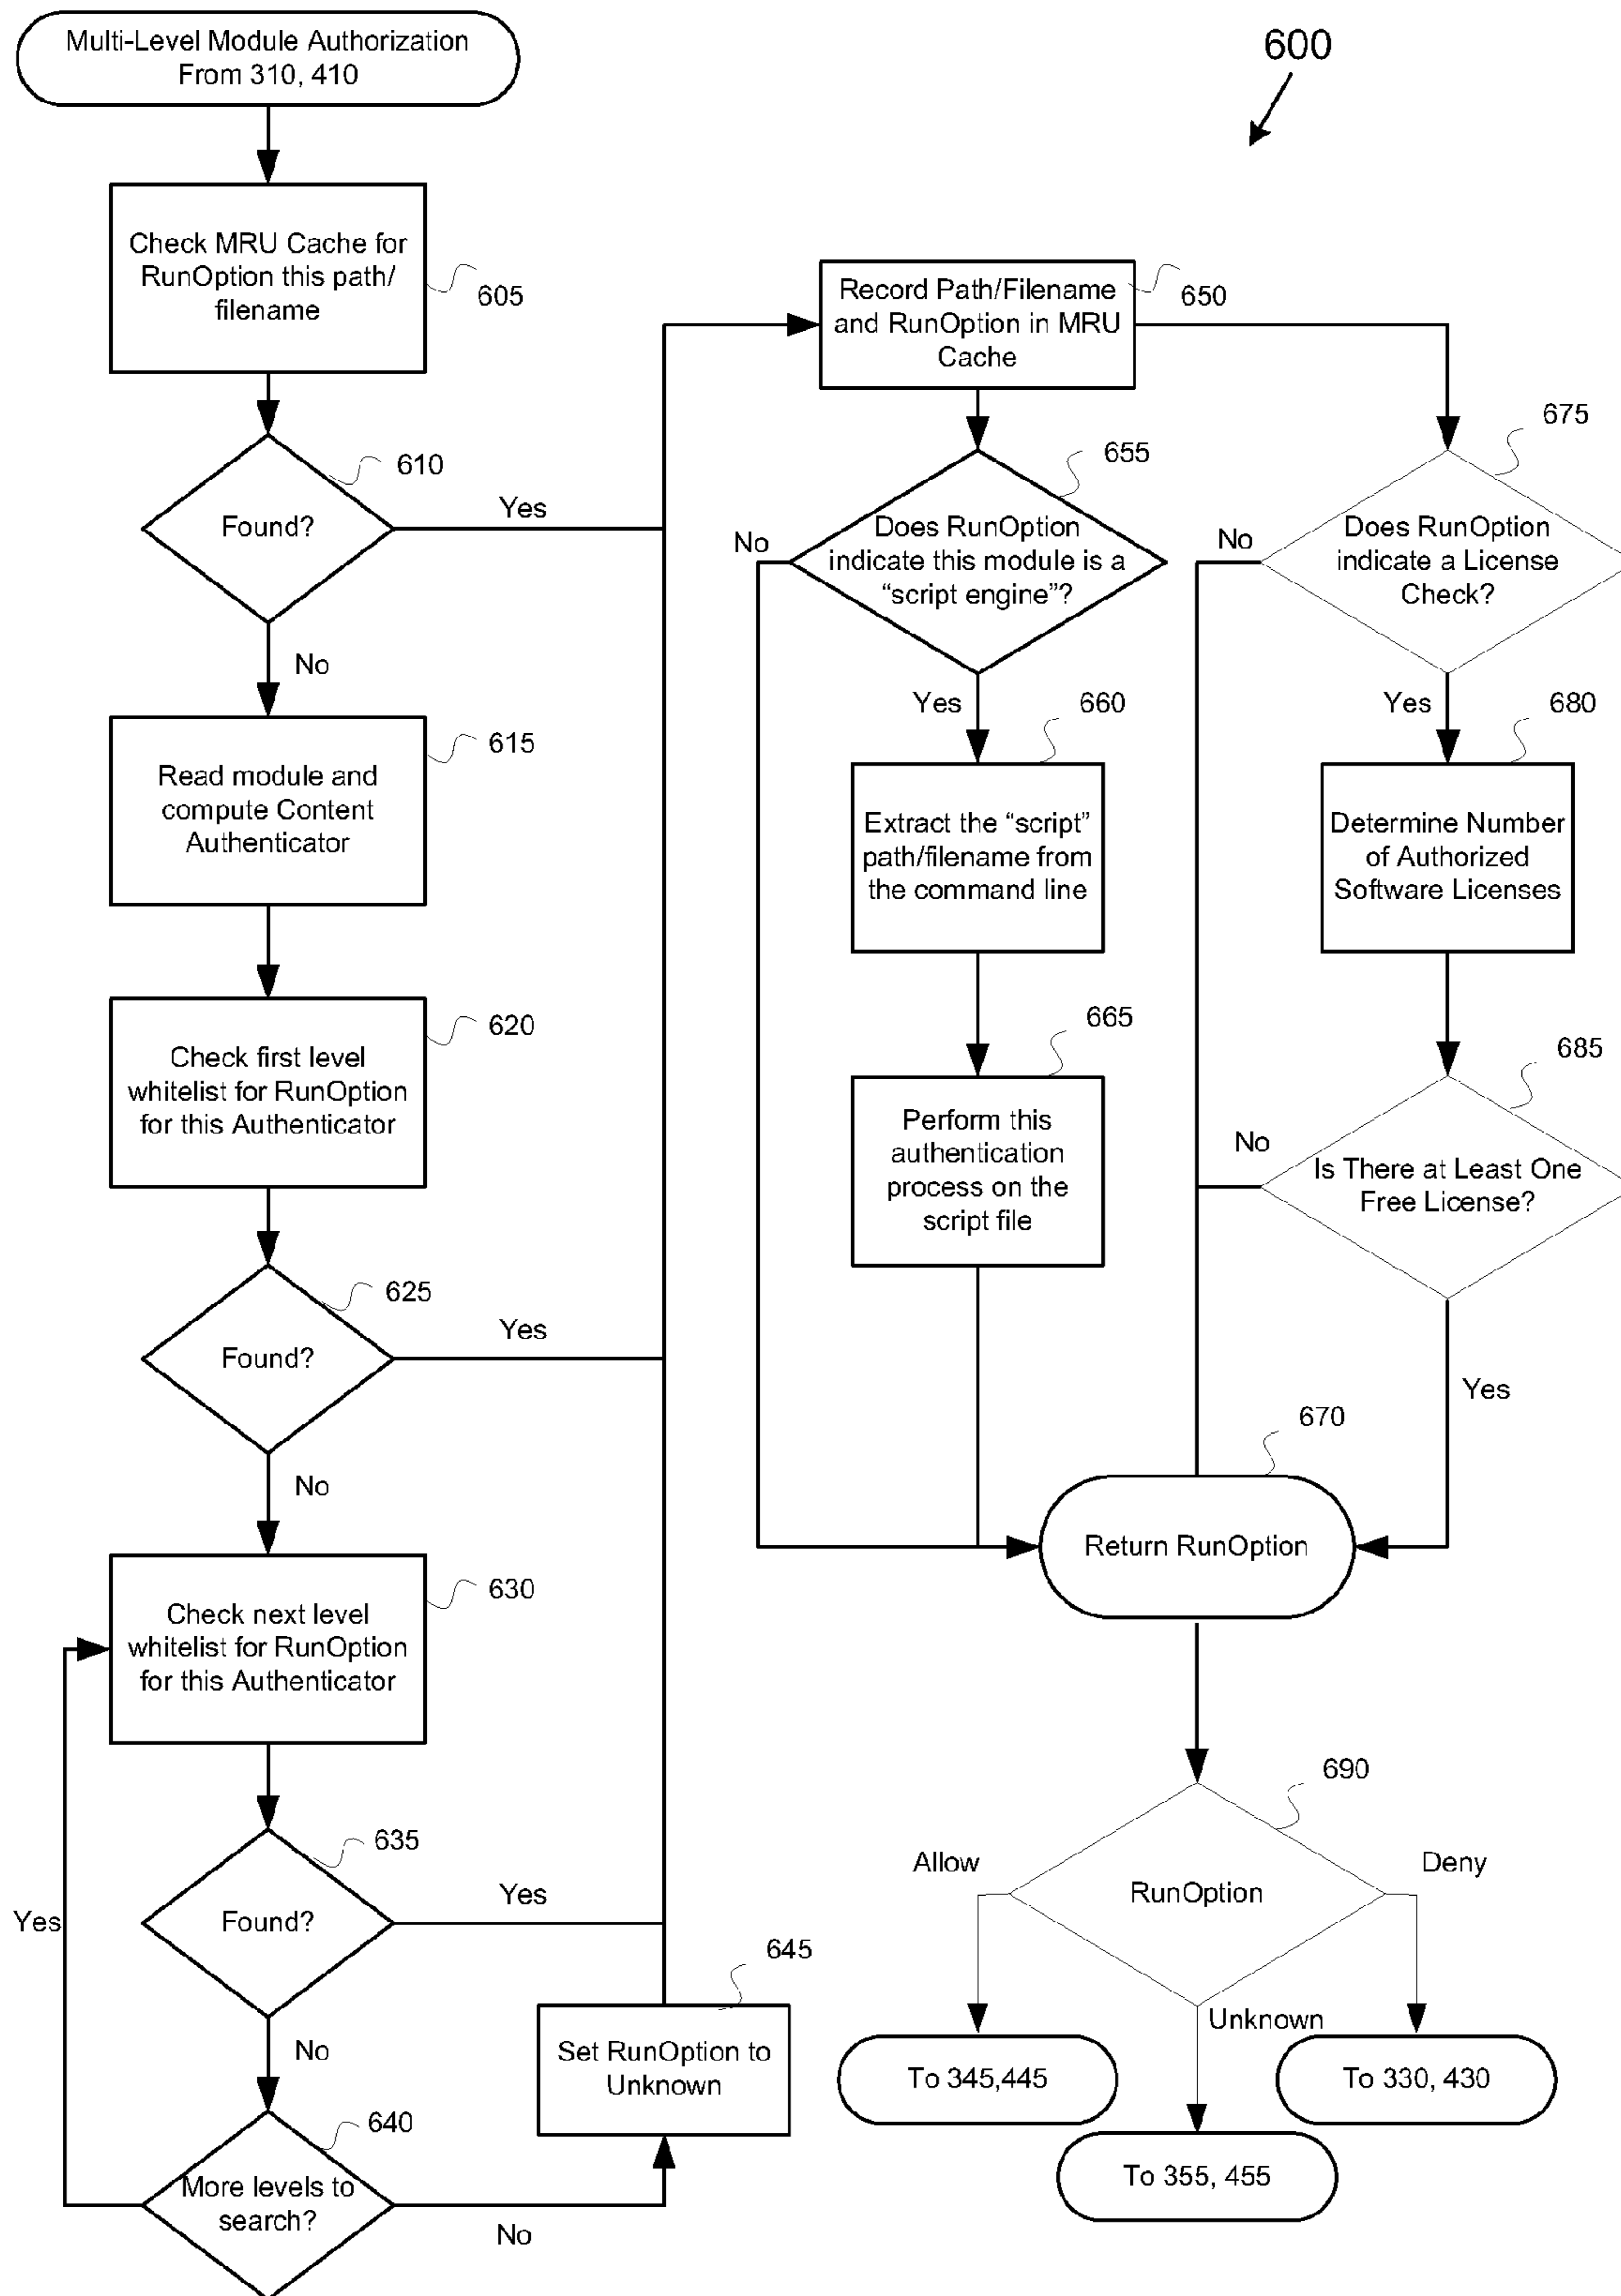 Multi-Level Module Authorization
From 310, 410
600
Check MRU Cache for
RunOption this path/
filename
605
Found?
610
Yes
No
Read module and
compute Content
Authenticator
615
Check first level
whitelist for RunOption
for this Authenticator
620
Found?
625
Yes
No
Check next level
whitelist for RunOption
for this Authenticator
630
Found?
635
Yes
No
Yes
More levels to
search?
640
No
Set RunOption to
Unknown
645
Record Path/Filename
and RunOption in MRU
Cache
650
Does RunOption
indicate this module is a
“script engine”?
655
No
Yes
Extract the “script”
path/filename from
the command line
660
Perform this
authentication
process on the
script file
665
Does RunOption
indicate a License
Check?
675
No
Yes
Determine Number
of Authorized
Software Licenses
680
Is There at Least One
Free License?
685
No
Yes
Return RunOption
670
RunOption
690
Allow
Deny
Unknown
To 345,445
To 330, 430
To 355, 455